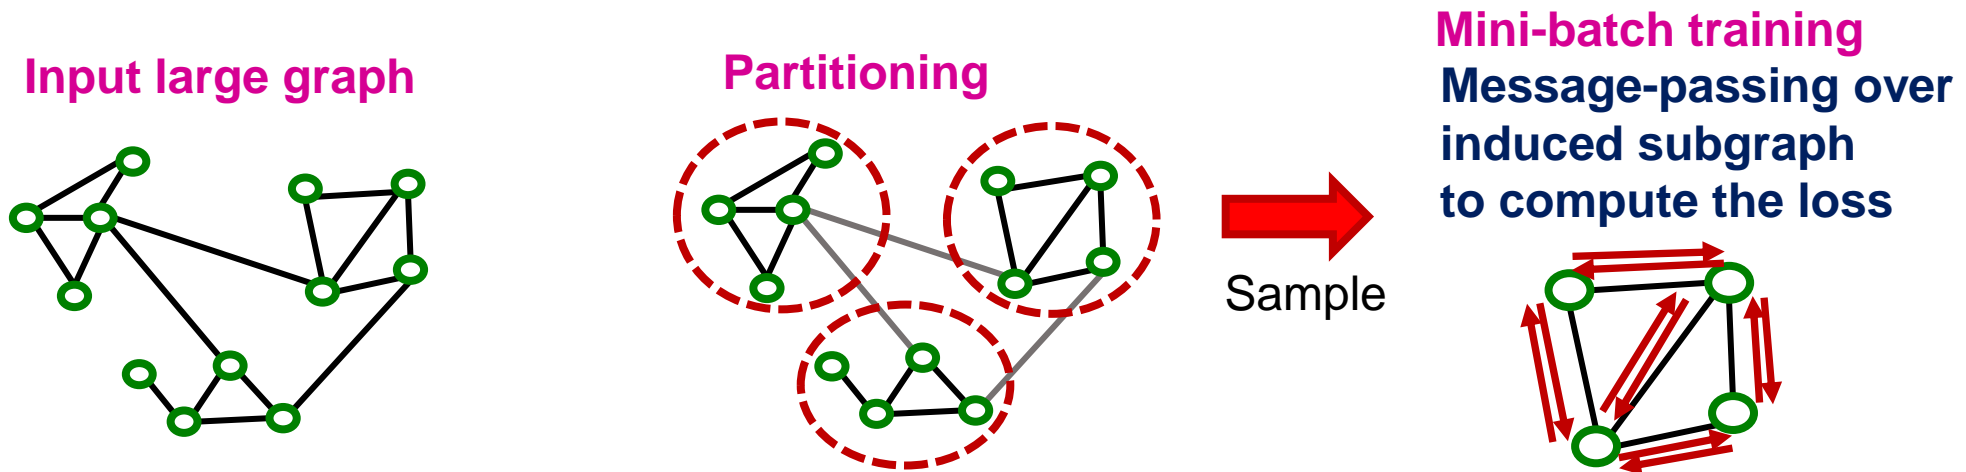 Input large graph
Partitioning
Sample
Mini-batch training
Message-passing over
induced subgraph
to compute the loss